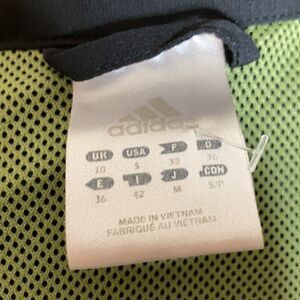 adidas
UK USA F D
10 S 38 36
E I J CDN
36 42 M S/P
MADE IN VIETNAM
FABRIQUÉ AU VIETNAM